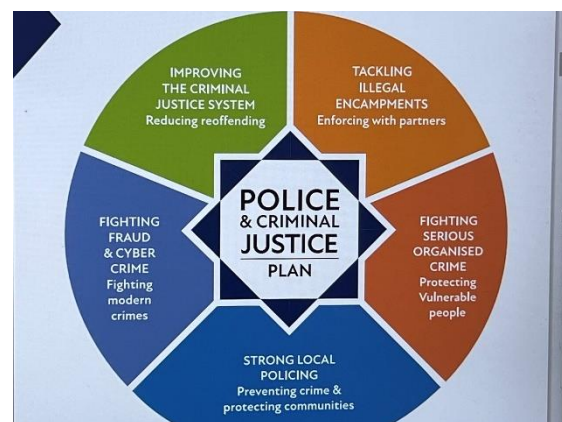 IMPROVING
THE CRIMINAL
JUSTICE SYSTEM
Reducing reoffending
TACKLING
ILLEGAL
ENCAMPMENTS
Enforcing with partners
POLICE
& CRIMINAL
JUSTICE
PLAN
FIGHTING
FRAUD
& CYBER
CRIME
Fighting
modern
crimes
FIGHTING
SERIOUS
ORGANISED
CRIME
Protecting
Vulnerable
people
STRONG LOCAL
POLICING
Preventing crime &
protecting communities